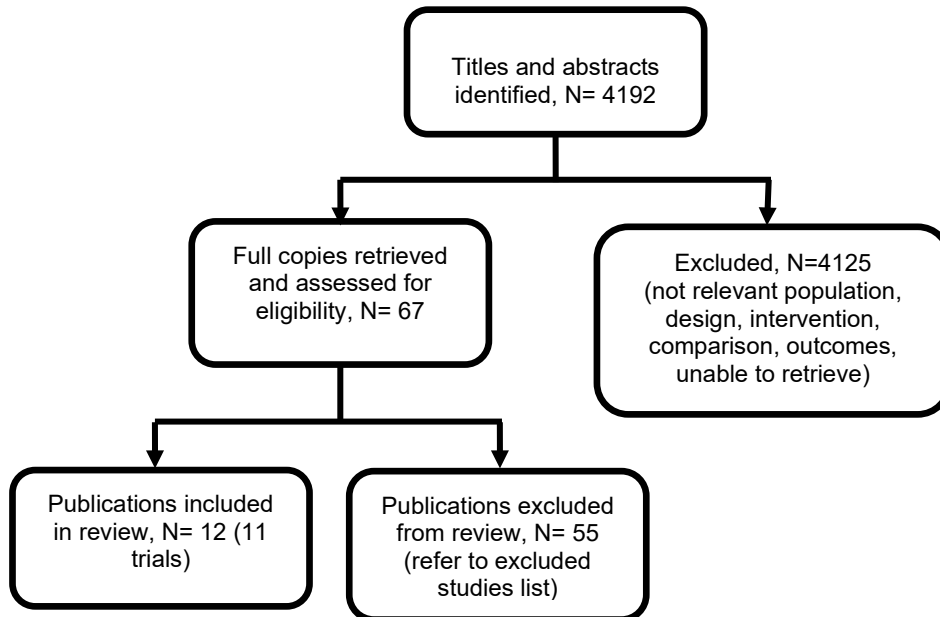 Titles and abstracts
identified, N= 4192
Full copies retrieved
and assessed for
eligibility, N= 67
Excluded, N=4125
(not relevant population,
design, intervention,
comparison, outcomes,
unable to retrieve)
Publications included
in review, N= 12 (11
trials)
Publications excluded
from review, N= 55
(refer to excluded
studies list)